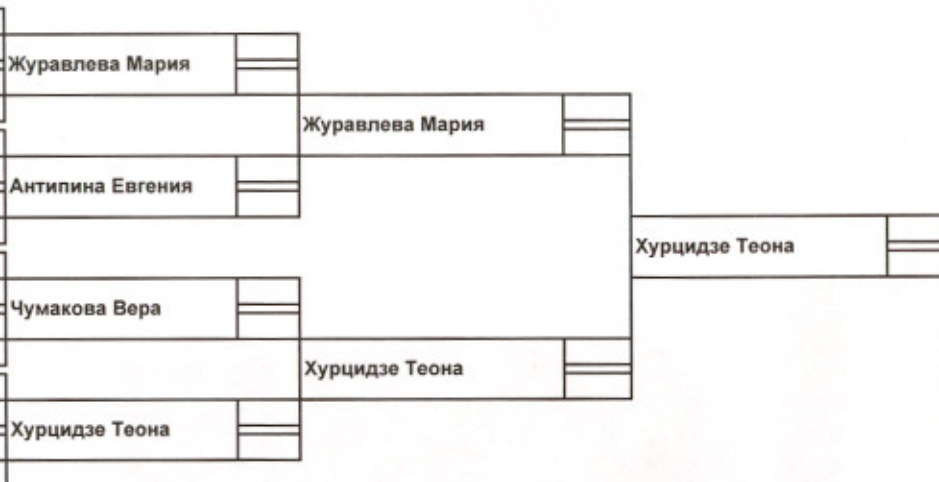 Журавлева Мария
Журавлева Мария
Антипина Евгения
Хурцидзе Теона
Чумакова Вера
Хурцидзе Теона
Хурцидзе Теона